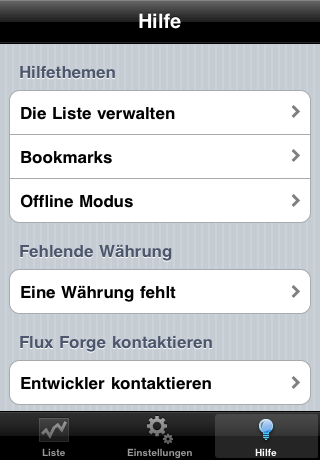 Hilfe
Hilfethemen
Die Liste verwalten
Bookmarks
Offline Modus
Fehlende Währung
Eine Währung fehlt
Flux Forge kontaktieren
Entwickler kontaktieren
Liste
Einstellungen
Hilfe